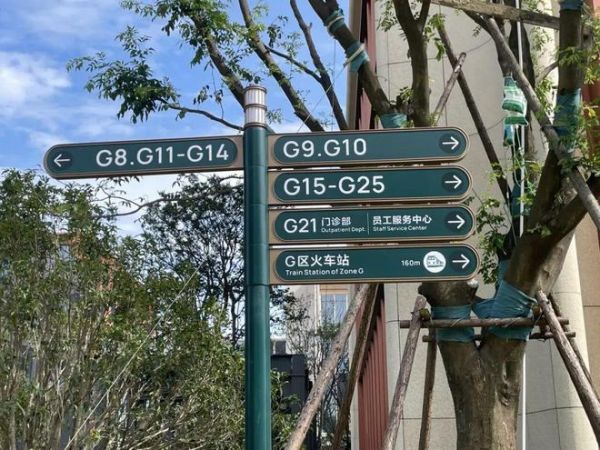 G8.G11-G14
G9.G10
G15-G25
G21 门诊部 Outpatient Dept. 员工服务中心 Staff Service Center
G区火车站 160m
Train Station of Zone G